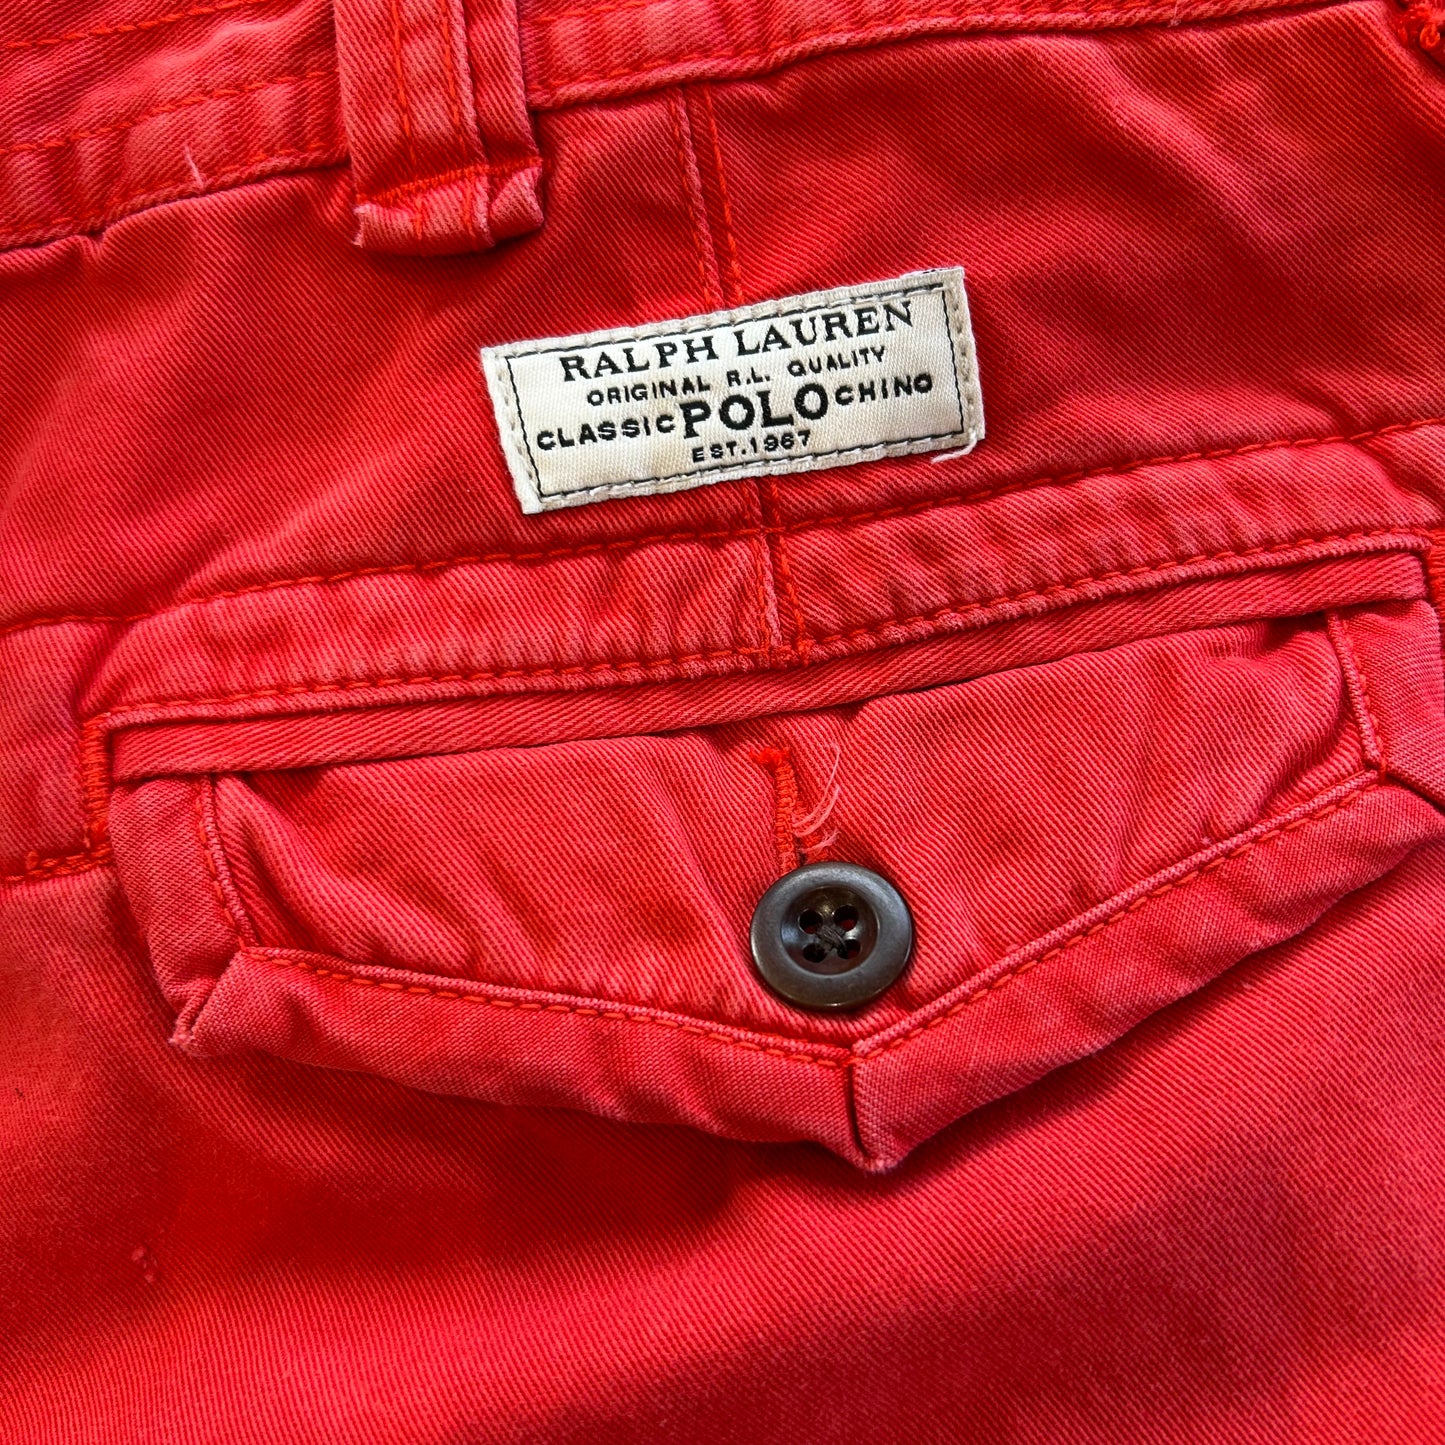 RALPH LAUREN
ORIGINAL R.L. QUALITY
CLASSIC POLO CHINO
EST. 1967